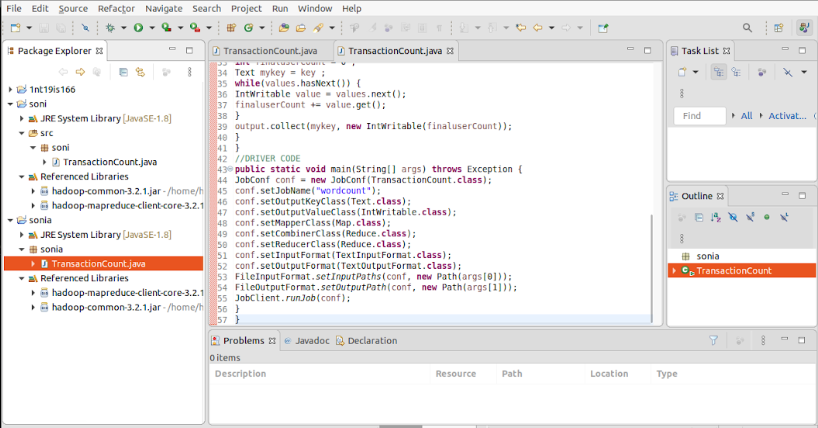 File Edit Source Refactor Navigate Search Project Run Window Help
Package Explorer
1nt19is166
soni
JRE System Library [JavaSE-1.8]
src
soni
TransactionCount.java
Referenced Libraries
hadoop-common-3.2.1.jar - /home/h
hadoop-mapreduce-client-core-3.2.1
sonia
JRE System Library [JavaSE-1.8]
sonia
TransactionCount.java
Referenced Libraries
hadoop-mapreduce-client-core-3.2.1
hadoop-common-3.2.1.jar - /home/h
TransactionCount.java TransactionCount.java
33 int finaluserCount = 0 ;
34 Text mykey = key ;
35 while(values.hasNext()) {
36 IntWritable value = values.next();
37 finaluserCount += value.get();
38 }
39 output.collect(mykey, new IntWritable(finaluserCount));
40 }
41 }
42 //DRIVER CODE
43 public static void main(String[] args) throws Exception {
44 JobConf conf = new JobConf(TransactionCount.class);
45 conf.setJobName("wordcount");
46 conf.setOutputKeyClass(Text.class);
47 conf.setOutputValueClass(IntWritable.class);
48 conf.setMapperClass(Map.class);
49 conf.setCombinerClass(Reduce.class);
50 conf.setReducerClass(Reduce.class);
51 conf.setInputFormat(TextInputFormat.class);
52 conf.setOutputFormat(TextOutputFormat.class);
53 FileInputFormat.setInputPaths(conf, new Path(args[0]));
54 FileOutputFormat.setOutputPath(conf, new Path(args[1]));
55 JobClient.runJob(conf);
56 }
57 }
Task List
Find All Activat...
Outline
sonia
TransactionCount
Problems Javadoc Declaration
0 items
Description Resource Path Location Type